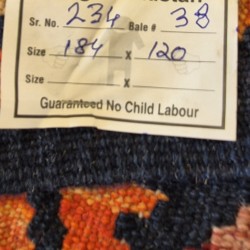 Sr. No. 234 Bale # 38
Size 184 x 120
Size x
Guaranteed No Child Labour